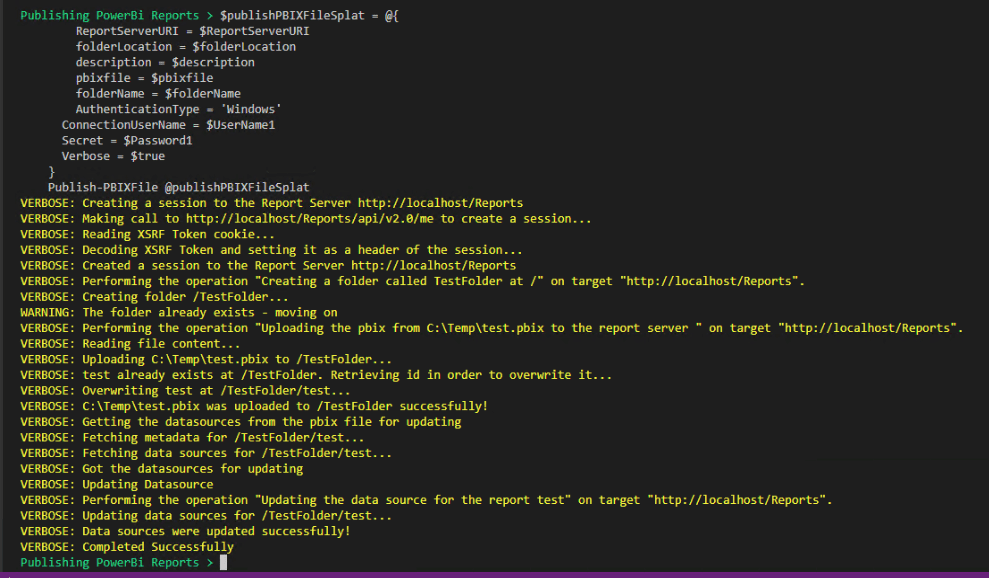 Publishing PowerBi Reports > $publishPBIXFileSplat = @{
ReportServerURI = $ReportServerURI
folderLocation = $folderLocation
description = $description
pbixfile = $pbixfile
folderName = $folderName
AuthenticationType = 'Windows'
ConnectionUserName = $UserName1
Secret = $Password1
Verbose = $true
}
Publish-PBIXFile @publishPBIXFileSplat
VERBOSE: Creating a session to the Report Server http://localhost/Reports
VERBOSE: Making call to http://localhost/Reports/api/v2.0/me to create a session...
VERBOSE: Reading XSRF Token cookie...
VERBOSE: Decoding XSRF Token and setting it as a header of the session...
VERBOSE: Created a session to the Report Server http://localhost/Reports
VERBOSE: Performing the operation "Creating a folder called TestFolder at /" on target "http://localhost/Reports".
VERBOSE: Creating folder /TestFolder...
WARNING: The folder already exists - moving on
VERBOSE: Performing the operation "Uploading the pbix from C:\Temp\test.pbix to the report server " on target "http://localhost/Reports".
VERBOSE: Reading file content...
VERBOSE: Uploading C:\Temp\test.pbix to /TestFolder...
VERBOSE: test already exists at /TestFolder. Retrieving id in order to overwrite it...
VERBOSE: Overwriting test at /TestFolder/test...
VERBOSE: C:\Temp\test.pbix was uploaded to /TestFolder successfully!
VERBOSE: Getting the datasources from the pbix file for updating
VERBOSE: Fetching metadata for /TestFolder/test...
VERBOSE: Fetching data sources for /TestFolder/test...
VERBOSE: Got the datasources for updating
VERBOSE: Updating Datasource
VERBOSE: Performing the operation "Updating the data source for the report test" on target "http://localhost/Reports".
VERBOSE: Updating data sources for /TestFolder/test...
VERBOSE: Data sources were updated successfully!
VERBOSE: Completed Successfully
Publishing PowerBi Reports >